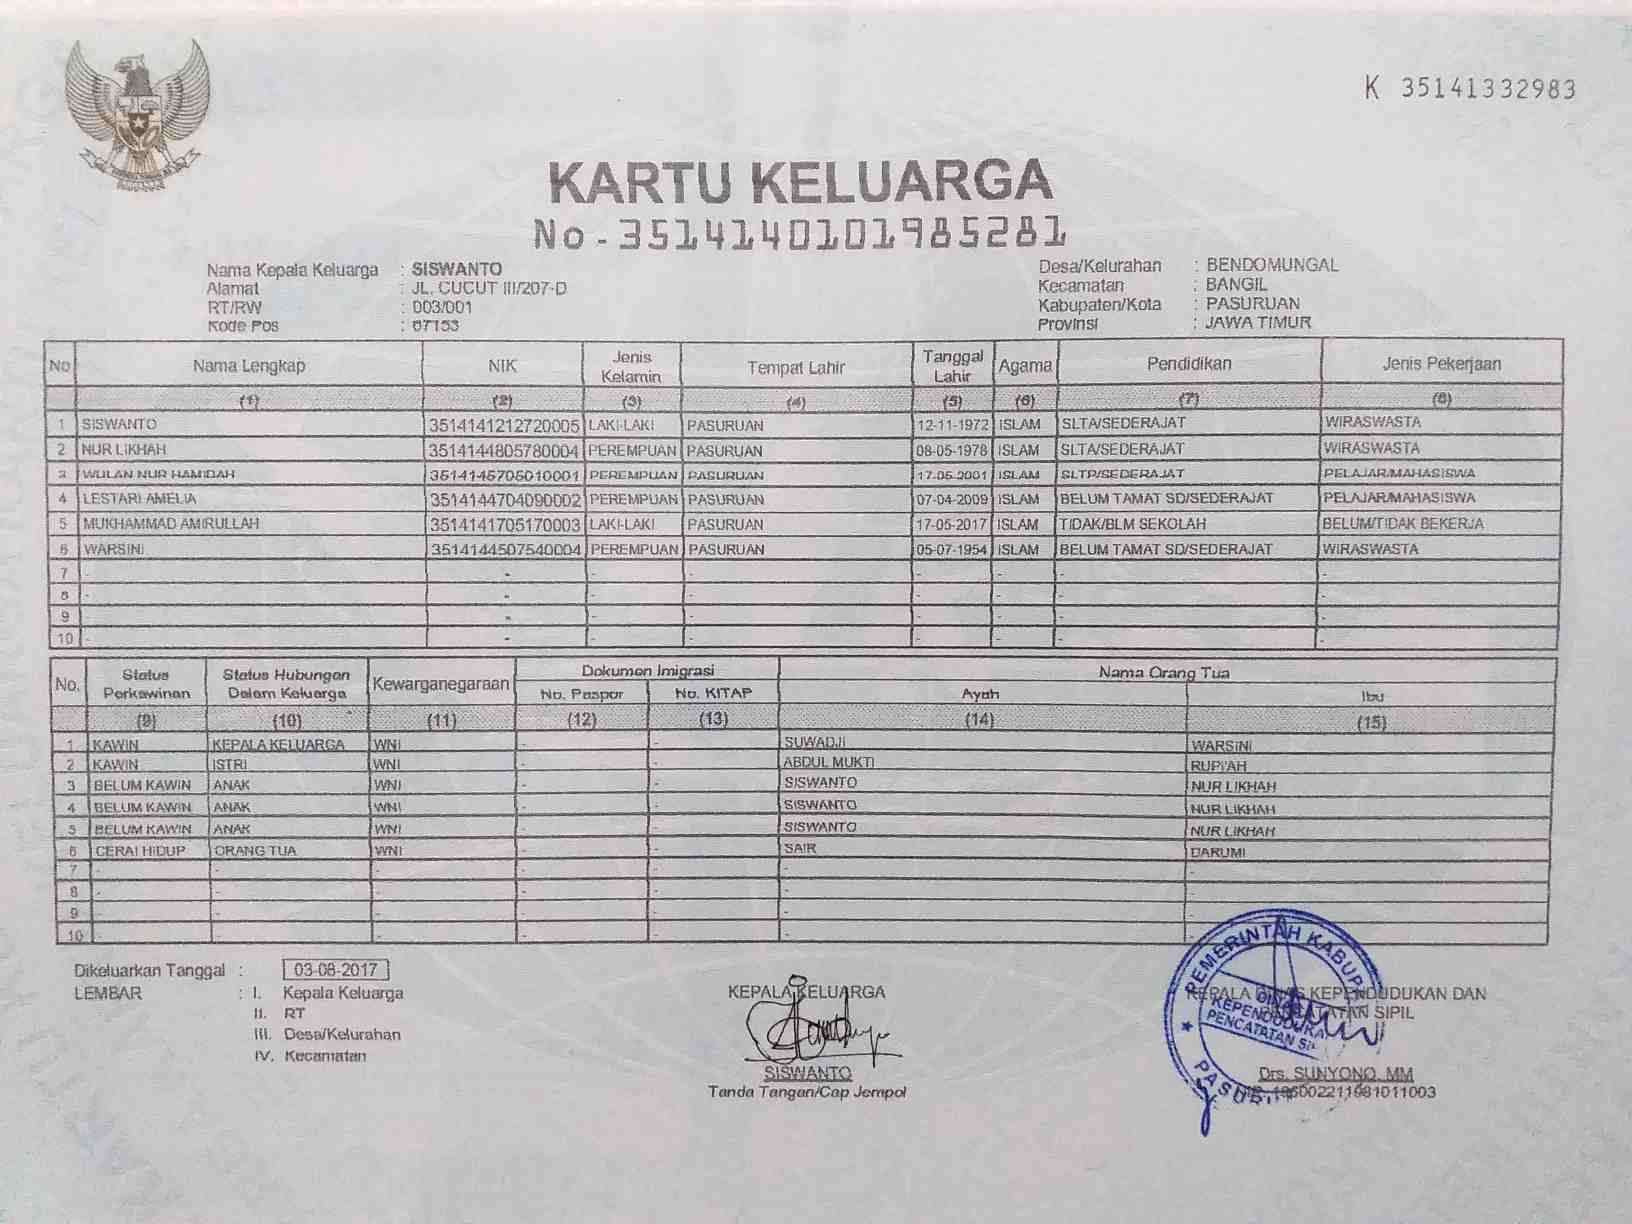 K 35141332983
KARTU KELUARGA
No. 3514140101985281
Nama Kepala Keluarga : SISWANTO
Alamat : JL. CUCUT III/207-D
RT/RW : 003/001
Kode Pos : 67153
Desa/Kelurahan : BENDOMUNGAL
Kecamatan : BANGIL
Kabupaten/Kota : PASURUAN
Provinsi : JAWA TIMUR
No Nama Lengkap NIK Jenis Kelamin Tempat Lahir Tanggal Lahir Agama Pendidikan Jenis Pekerjaan
(1) (2) (3) (4) (5) (6) (7) (8)
1 SISWANTO 3514141212720005 LAKI-LAKI PASURUAN 12-11-1972 ISLAM SLTA/SEDERAJAT WIRASWASTA
2 NUR LIKHAH 3514144805780004 PEREMPUAN PASURUAN 08-05-1978 ISLAM SLTA/SEDERAJAT WIRASWASTA
3 WULAN NUR HAMIDAH 3514145705010001 PEREMPUAN PASURUAN 17-05-2001 ISLAM SLTP/SEDERAJAT PELAJAR/MAHASISWA
4 LESTARI AMELIA 3514144704090002 PEREMPUAN PASURUAN 07-04-2009 ISLAM BELUM TAMAT SD/SEDERAJAT PELAJAR/MAHASISWA
5 MUKHAMMAD AMIRULLAH 3514141705170003 LAKI-LAKI PASURUAN 17-05-2017 ISLAM TIDAK/BLM SEKOLAH BELUM/TIDAK BEKERJA
6 WARSINI 3514144507540004 PEREMPUAN PASURUAN 05-07-1954 ISLAM BELUM TAMAT SD/SEDERAJAT WIRASWASTA
7 - - - - - - - -
8 - - - - - - - -
9 - - - - - - - -
10 - - - - - - - -
No. Status Perkawinan Status Hubungan Dalam Keluarga Kewarganegaraan Dokumen Imigrasi Nama Orang Tua
No. Paspor No. KITAP Ayah Ibu
(9) (10) (11) (12) (13) (14) (15)
1 KAWIN KEPALA KELUARGA WNI - - SUWADJI WARSINI
2 KAWIN ISTRI WNI - - ABDUL MUKTI RUPI'AH
3 BELUM KAWIN ANAK WNI - - SISWANTO NUR LIKHAH
4 BELUM KAWIN ANAK WNI - - SISWANTO NUR LIKHAH
5 BELUM KAWIN ANAK WNI - - SISWANTO NUR LIKHAH
6 CERAI HIDUP ORANG TUA WNI - - SAIR DARUMI
7 - - - - - - -
8 - - - - - - -
9 - - - - - - -
10 - - - - - - -
Dikeluarkan Tanggal : 03-08-2017
LEMBAR : I. Kepala Keluarga
II. RT
III. Desa/Kelurahan
IV. Kecamatan
KEPALA KELUARGA
SISWANTO
Tanda Tangan/Cap Jempol
KEPALA DINAS KEPENDUDUKAN DAN
PENCATATAN SIPIL
Drs. SUNYONO, MM
NIP. 196002211981011003
PEMERINTAH KABUP
DINAS
KEPENDUDUKA
PENCATATAN SI
PASURU